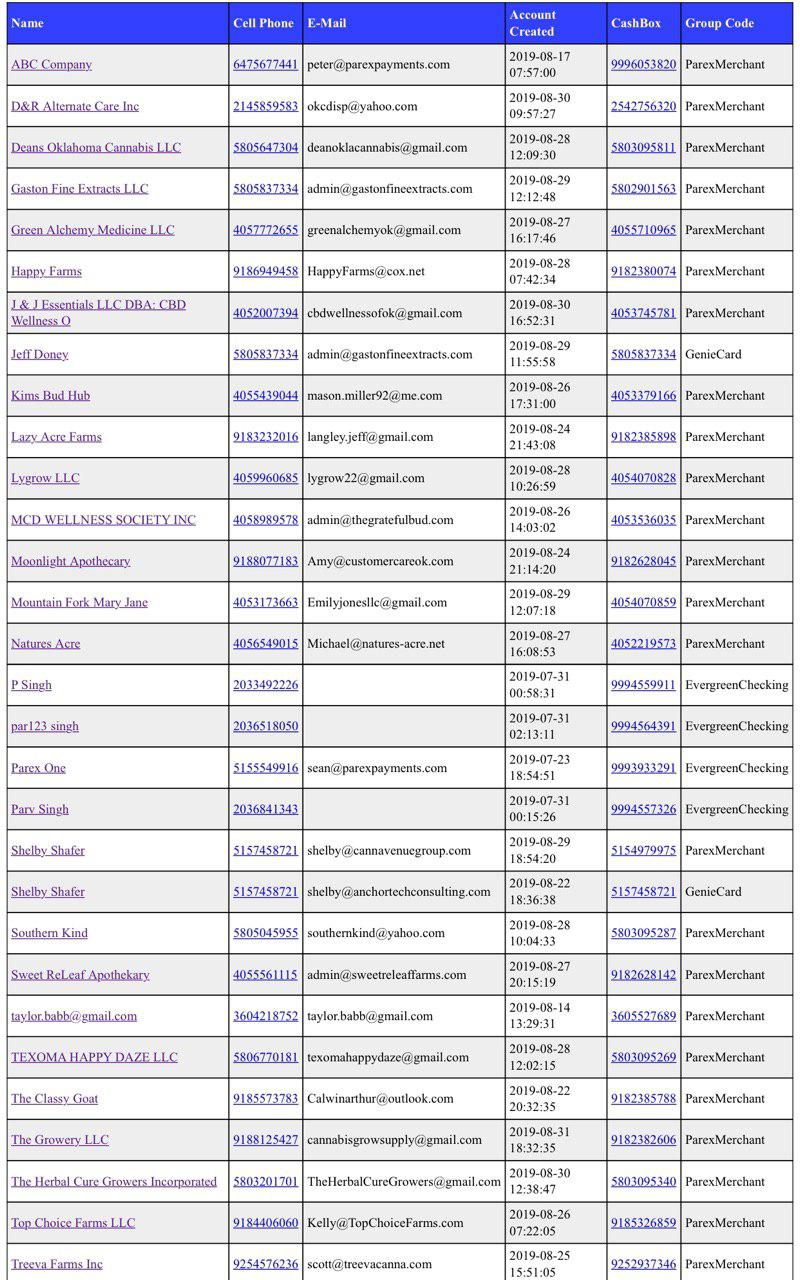 Name Cell Phone E-Mail Account Created CashBox Group Code
ABC Company 6475677441 peter@parexpayments.com 2019-08-17 07:57:00 9996053820 ParexMerchant
D&R Alternate Care Inc 2145859583 okcdisp@yahoo.com 2019-08-30 09:57:27 2542756320 ParexMerchant
Deans Oklahoma Cannabis LLC 5805647304 deanoklacannabis@gmail.com 2019-08-28 12:09:30 5803095811 ParexMerchant
Gaston Fine Extracts LLC 5805837334 admin@gastonfineextracts.com 2019-08-29 12:12:48 5802901563 ParexMerchant
Green Alchemy Medicine LLC 4057772655 greenalchemyok@gmail.com 2019-08-27 16:17:46 4055710965 ParexMerchant
Happy Farms 9186949458 HappyFarms@cox.net 2019-08-28 07:42:34 9182380074 ParexMerchant
J & J Essentials LLC DBA: CBD Wellness O 4052007394 cbdwellnessofok@gmail.com 2019-08-30 16:52:31 4053745781 ParexMerchant
Jeff Doney 5805837334 admin@gastonfineextracts.com 2019-08-29 11:55:58 5805837334 GenieCard
Kims Bud Hub 4055439044 mason.miller92@me.com 2019-08-26 17:31:00 4053379166 ParexMerchant
Lazy Acre Farms 9183232016 langley.jeff@gmail.com 2019-08-24 21:43:08 9182385898 ParexMerchant
Lygrow LLC 4059960685 lygrow22@gmail.com 2019-08-28 10:26:59 4054070828 ParexMerchant
MCD WELLNESS SOCIETY INC 4058989578 admin@thegratefulbud.com 2019-08-26 14:03:02 4053536035 ParexMerchant
Moonlight Apothecary 9188077183 Amy@customercareok.com 2019-08-24 21:14:20 9182628045 ParexMerchant
Mountain Fork Mary Jane 4053173663 Emilyjonesllc@gmail.com 2019-08-29 12:07:18 4054070859 ParexMerchant
Natures Acre 4056549015 Michael@natures-acre.net 2019-08-27 16:08:53 4052219573 ParexMerchant
P Singh 2033492226 2019-07-31 00:58:31 9994559911 EvergreenChecking
par123 singh 2036518050 2019-07-31 02:13:11 9994564391 EvergreenChecking
Parex One 5155549916 sean@parexpayments.com 2019-07-23 18:54:51 9993933291 EvergreenChecking
Parv Singh 2036841343 2019-07-31 00:15:26 9994557326 EvergreenChecking
Shelby Shafer 5157458721 shelby@cannavenuegroup.com 2019-08-29 18:54:20 5154979975 ParexMerchant
Shelby Shafer 5157458721 shelby@anchortechconsulting.com 2019-08-22 18:36:38 5157458721 GenieCard
Southern Kind 5805045955 southernkind@yahoo.com 2019-08-28 10:04:33 5803095287 ParexMerchant
Sweet ReLeaf Apothekary 4055561115 admin@sweetreleaffarms.com 2019-08-27 20:15:19 9182628142 ParexMerchant
taylor.babb@gmail.com 3604218752 taylor.babb@gmail.com 2019-08-14 13:29:31 3605527689 ParexMerchant
TEXOMA HAPPY DAZE LLC 5806770181 texomahappydaze@gmail.com 2019-08-28 12:02:15 5803095269 ParexMerchant
The Classy Goat 9185573783 Calwinarthur@outlook.com 2019-08-22 20:32:35 9182385788 ParexMerchant
The Growery LLC 9188125427 cannabisgrowsupply@gmail.com 2019-08-31 18:32:35 9182382606 ParexMerchant
The Herbal Cure Growers Incorporated 5803201701 TheHerbalCureGrowers@gmail.com 2019-08-30 12:38:47 5803095340 ParexMerchant
Top Choice Farms LLC 9184406060 Kelly@TopChoiceFarms.com 2019-08-26 07:22:05 9185326859 ParexMerchant
Treeva Farms Inc 9254576236 scott@treevacanna.com 2019-08-25 15:51:05 9252937346 ParexMerchant